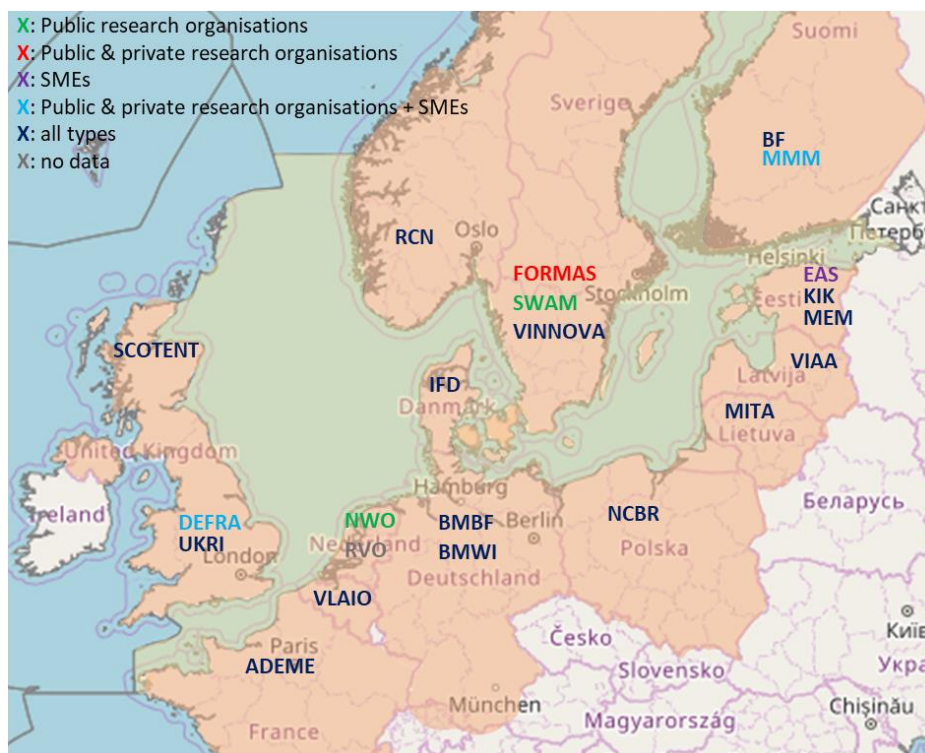 X: Public research organisations
X: Public & private research organisations
X: SMEs
X: Public & private research organisations + SMEs
X: all types
X: no data
Suomi
Sverige
BF
MMM
RCN
Oslo
Санкт
Петербу
Helsinki
FORMAS
SWAM
Stockholm
VINNOVA
EAS
Eesti
KIK
MEM
SCOTENT
VIAA
Latvija
IFD
Danmark
MITA
Lietuva
United Kingdom
Hamburg
Беларусь
Ireland
DEFRA
UKRI
London
NWO
Nederland
RVO
BMBF
Berlin
BMWI
Deutschland
NCBR
Polska
VLAIO
Paris
ADEME
Česko
Київ
Slovensko
Укра
München
Magyarország
Chișinău
France